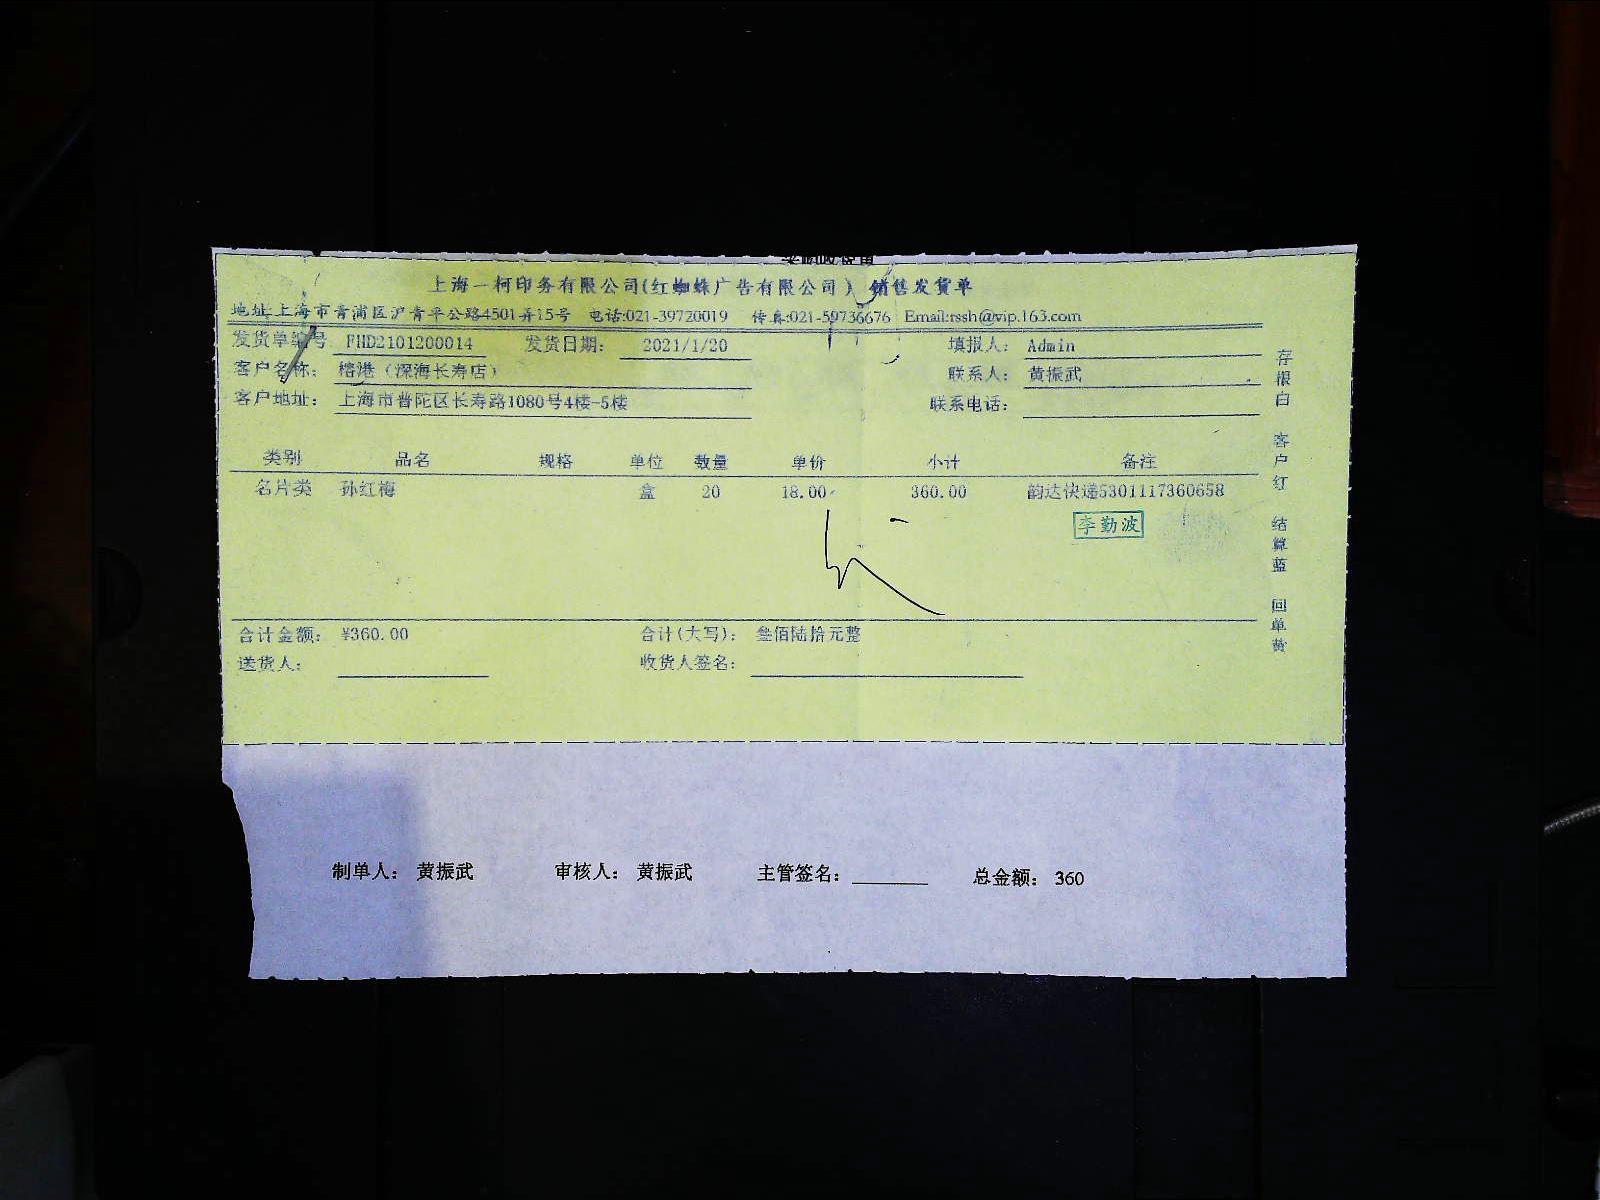 上海一柯印务有限公司(红蜘蛛广告有限公司) 销售发货单
地址:上海市青浦区沪青平公路4501弄15号 电话:021-39720019 传真:021-59736676 Email:rssh@vip.163.com
发货单编号 FHD2101200014 发货日期: 2021/1/20 填报人: Admin
客户名称: 榕港（深海长寿店） 联系人: 黄振武
客户地址: 上海市普陀区长寿路1080号4楼-5楼 联系电话:
类别 品名 规格 单位 数量 单价 小计 备注
名片类 孙红梅 盒 20 18.00 360.00 韵达快递5301117360658
李勤波
合计金额: ¥360.00 合计(大写): 叁佰陆拾元整
送货人: 收货人签名:
存根白 客户红 结算蓝 回单黄
制单人: 黄振武 审核人: 黄振武 主管签名: 总金额: 360